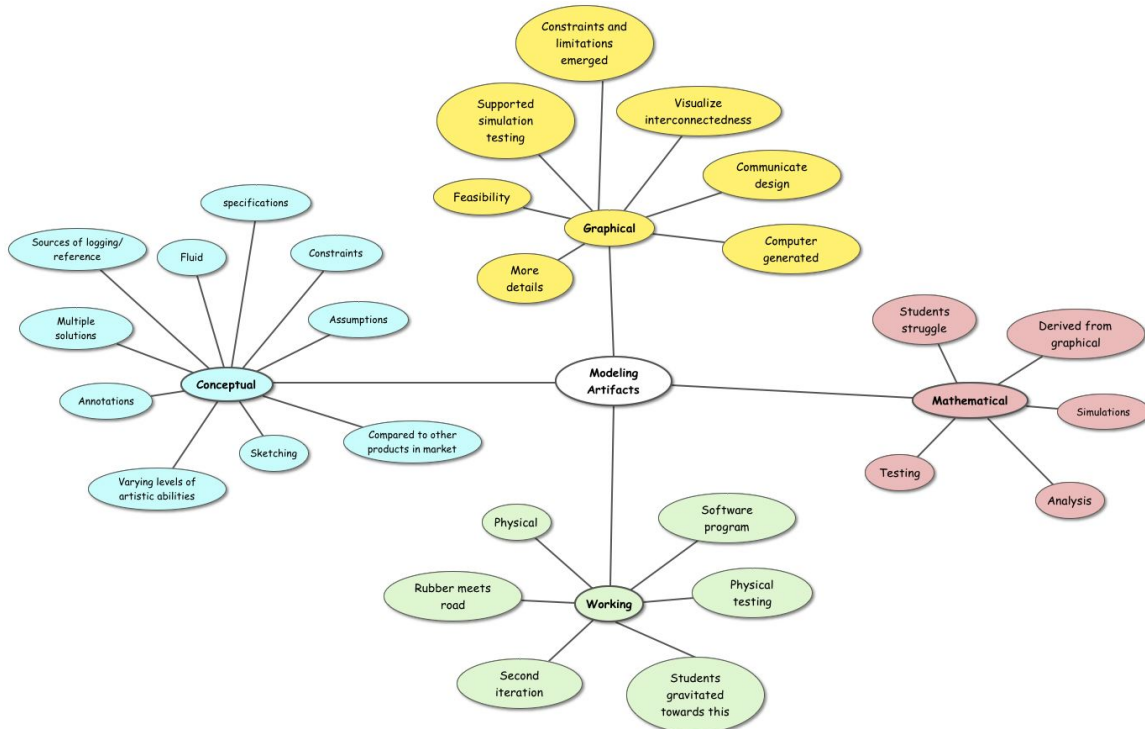 Constraints and
limitations
emerged
Supported
simulation
testing
Visualize
interconnectedness
Communicate
design
Feasibility
Graphical
Computer
generated
More
details
specifications
Sources of logging/
reference
Fluid
Constraints
Multiple
solutions
Assumptions
Conceptual
Annotations
Sketching
Compared to other
products in market
Varying levels of
artistic abilities
Modeling
Artifacts
Students
struggle
Derived from
graphical
Mathematical
Simulations
Testing
Analysis
Physical
Software
program
Rubber meets
road
Working
Physical
testing
Second
iteration
Students
gravitated
towards this